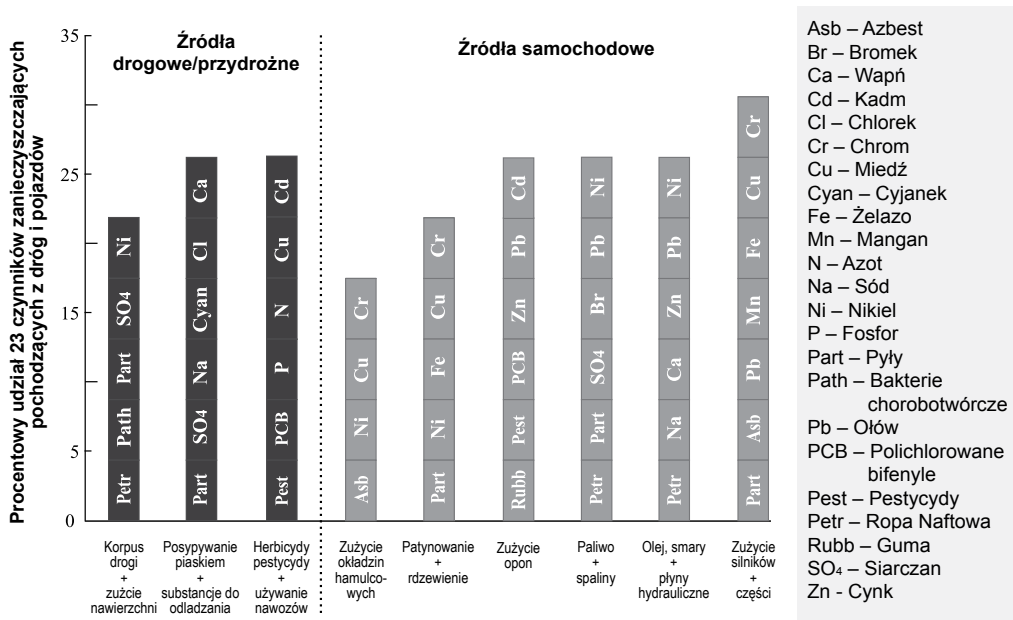 Procentowy udział 23 czynników zanieczyszczających
pochodzących z dróg i pojazdów
35
25
15
5
0
Źródła
drogowe/przydrożne
Źródła samochodowe
Ni
SO4
Part
Path
Petr
Ca
Cl
Cyan
Na
SO4
Part
Cd
Cu
N
P
PCB
Pest
Cr
Cu
Ni
Asb
Cr
Cu
Fe
Ni
Part
Cd
Pb
Zn
PCB
Pest
Rubb
Ni
Pb
Br
SO4
Part
Petr
Ni
Pb
Zn
Ca
Na
Petr
Cr
Cu
Fe
Mn
Pb
Asb
Part
Korpus
drogi
+
zużcie
nawierzchni
Posypywanie
piaskiem
+
substancje do
odladzania
Herbicydy
pestycydy
+
używanie
nawozów
Zużycie
okładzin
hamulco-
wych
Patynowanie
+
rdzewienie
Zużycie
opon
Paliwo
+
spaliny
Olej, smary
+
płyny
hydrauliczne
Zużycie
silników
+
części
Asb – Azbest
Br – Bromek
Ca – Wapń
Cd – Kadm
Cl – Chlorek
Cr – Chrom
Cu – Miedź
Cyan – Cyjanek
Fe – Żelazo
Mn – Mangan
N – Azot
Na – Sód
Ni – Nikiel
P – Fosfor
Part – Pyły
Path – Bakterie
chorobotwórcze
Pb – Ołów
PCB – Polichlorowane
bifenyle
Pest – Pestycydy
Petr – Ropa Naftowa
Rubb – Guma
SO4 – Siarczan
Zn - Cynk